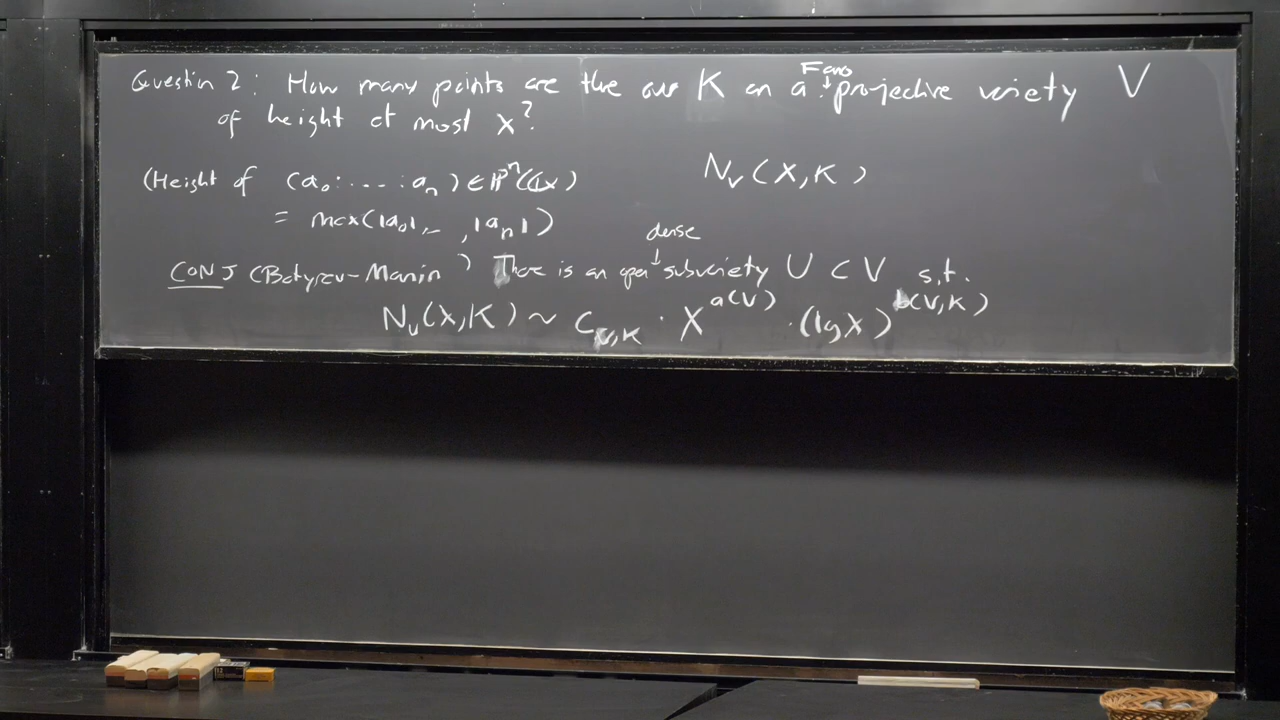 Question 2: How many points are there over K on a Fano projective variety V
of height at most X?
(Height of (a₀: .... : aₙ) ∈ ℙⁿ(Q)
N_V(X, K)
= max(|a₀|, .. , |aₙ|)
CONJ (Batyrev-Manin) There is an open dense subvariety U ⊂ V s.t.
N_U(X, K) ~ C_{V,K} · X^{a(V)} · (log X)^{b(V,K)}